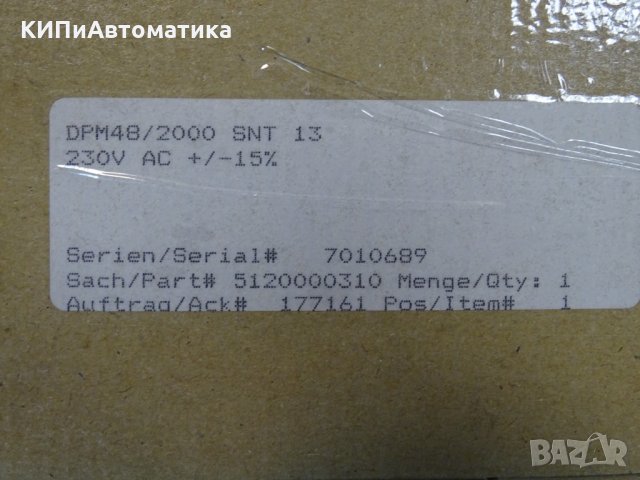 КИПиАвтоматика
DPM48/2000 SNT 13
230V AC +/-15%
Serien/Serial# 7010689
Sach/Part# 5120000310 Menge/Qty: 1
Auftrag/Ack# 177161 Pos/Item# 1
BAZAR